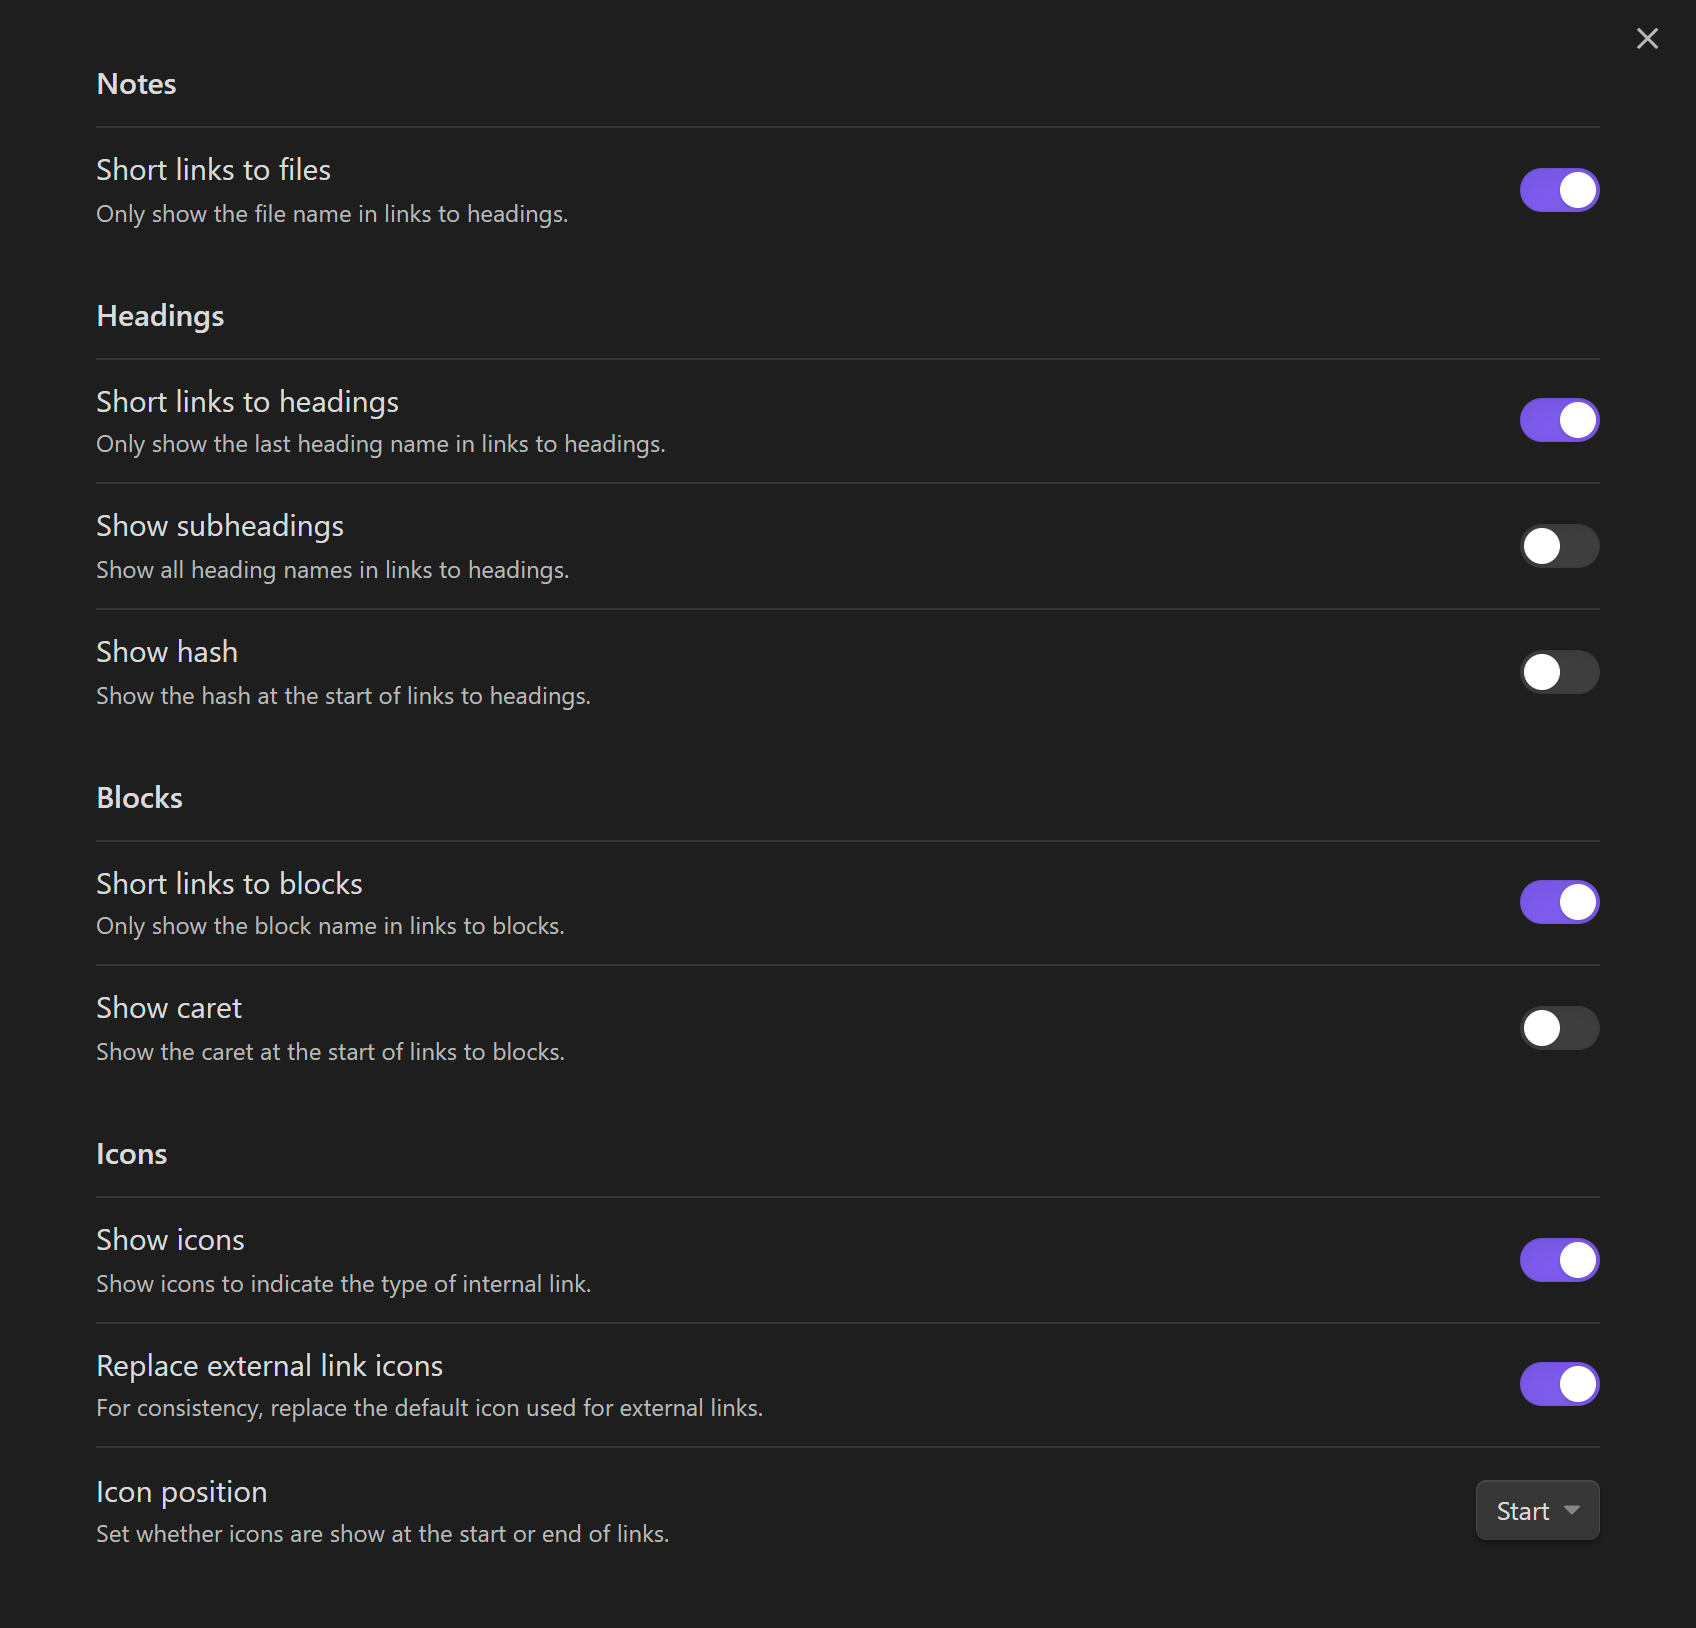 Notes
Short links to files
Only show the file name in links to headings.
Headings
Short links to headings
Only show the last heading name in links to headings.
Show subheadings
Show all heading names in links to headings.
Show hash
Show the hash at the start of links to headings.
Blocks
Short links to blocks
Only show the block name in links to blocks.
Show caret
Show the caret at the start of links to blocks.
Icons
Show icons
Show icons to indicate the type of internal link.
Replace external link icons
For consistency, replace the default icon used for external links.
Icon position
Start
Set whether icons are show at the start or end of links.